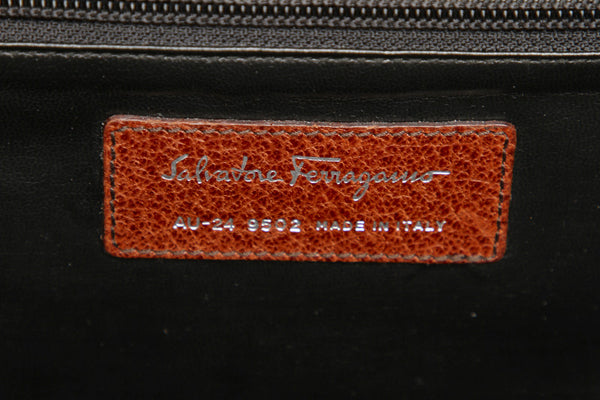 Salvatore Ferragamo
AU-24 9502 MADE IN ITALY